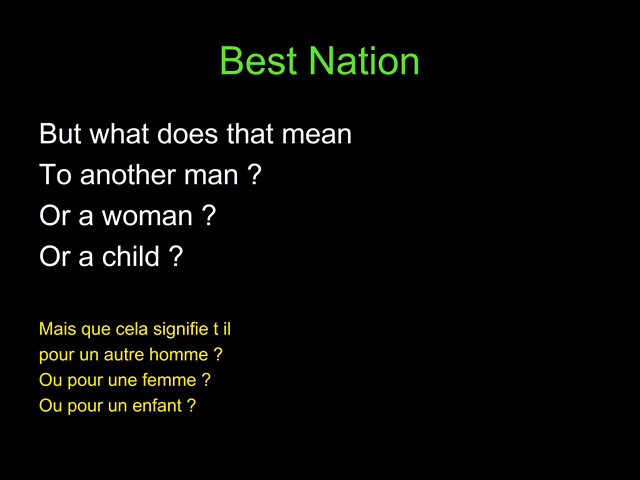 Best Nation
But what does that mean
To another man ?
Or a woman ?
Or a child ?
Mais que cela signifie t il
pour un autre homme ?
Ou pour une femme ?
Ou pour un enfant ?